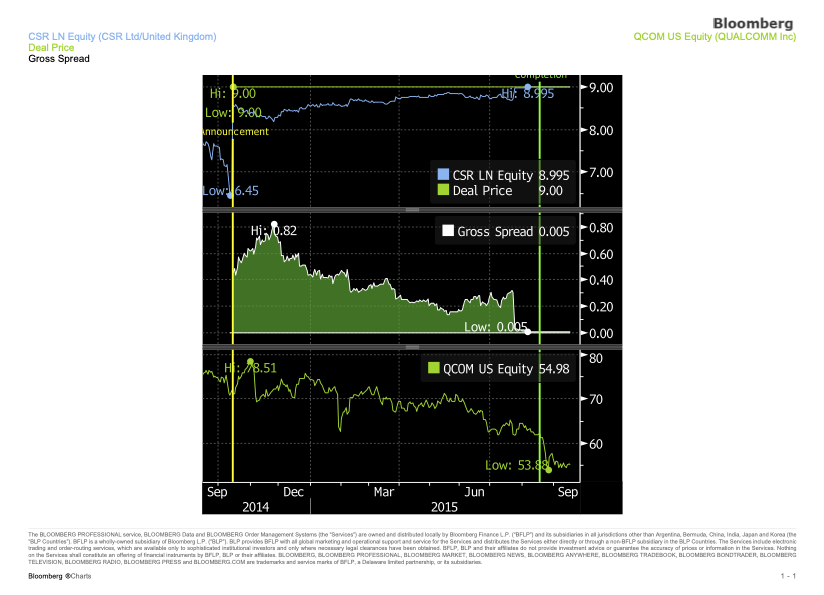 Bloomberg
CSR LN Equity (CSR Ltd/United Kingdom)
QCOM US Equity (QUALCOMM Inc)
Deal Price
Gross Spread
Completion
Hi: 9.00
Hi: 8.995
9.00
Low: 9.00
Announcement
8.00
CSR LN Equity 8.995
7.00
Low: 6.45
Deal Price 9.00
Hi: 0.82
Gross Spread 0.005
0.80
0.60
0.40
0.20
Low: 0.005
0.00
80
Hi: 78.51
QCOM US Equity 54.98
70
60
Low: 53.88
Sep Dec Mar Jun Sep
2014 2015
The BLOOMBERG PROFESSIONAL service, BLOOMBERG Data and BLOOMBERG Order Management Systems (the "Services") are owned and distributed locally by Bloomberg Finance L.P. ("BFLP") and its subsidiaries in all jurisdictions other than Argentina, Bermuda, China, India, Japan and Korea (the
"BLP Countries"). BFLP is a wholly-owned subsidiary of Bloomberg L.P. ("BLP"). BLP provides BFLP with all global marketing and operational support and service for the Services and distributes the Services either directly or through a non-BFLP subsidiary in the BLP Countries. The Services include electronic
trading and order-routing services, which are available only to sophisticated institutional investors and only where necessary legal clearances have been obtained. BFLP, BLP and their affiliates do not provide investment advice or guarantee the accuracy of prices or information in the Services. Nothing
on the Services shall constitute an offering of financial instruments by BFLP, BLP or their affiliates. BLOOMBERG, BLOOMBERG PROFESSIONAL, BLOOMBERG MARKET, BLOOMBERG NEWS, BLOOMBERG ANYWHERE, BLOOMBERG TRADEBOOK, BLOOMBERG BONDTRADER, BLOOMBERG
TELEVISION, BLOOMBERG RADIO, BLOOMBERG PRESS and BLOOMBERG.COM are trademarks and service marks of BFLP, a Delaware limited partnership, or its subsidiaries.
Bloomberg ®Charts
1 - 1